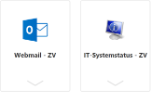 Webmail - ZV
IT-Systemstatus - ZV